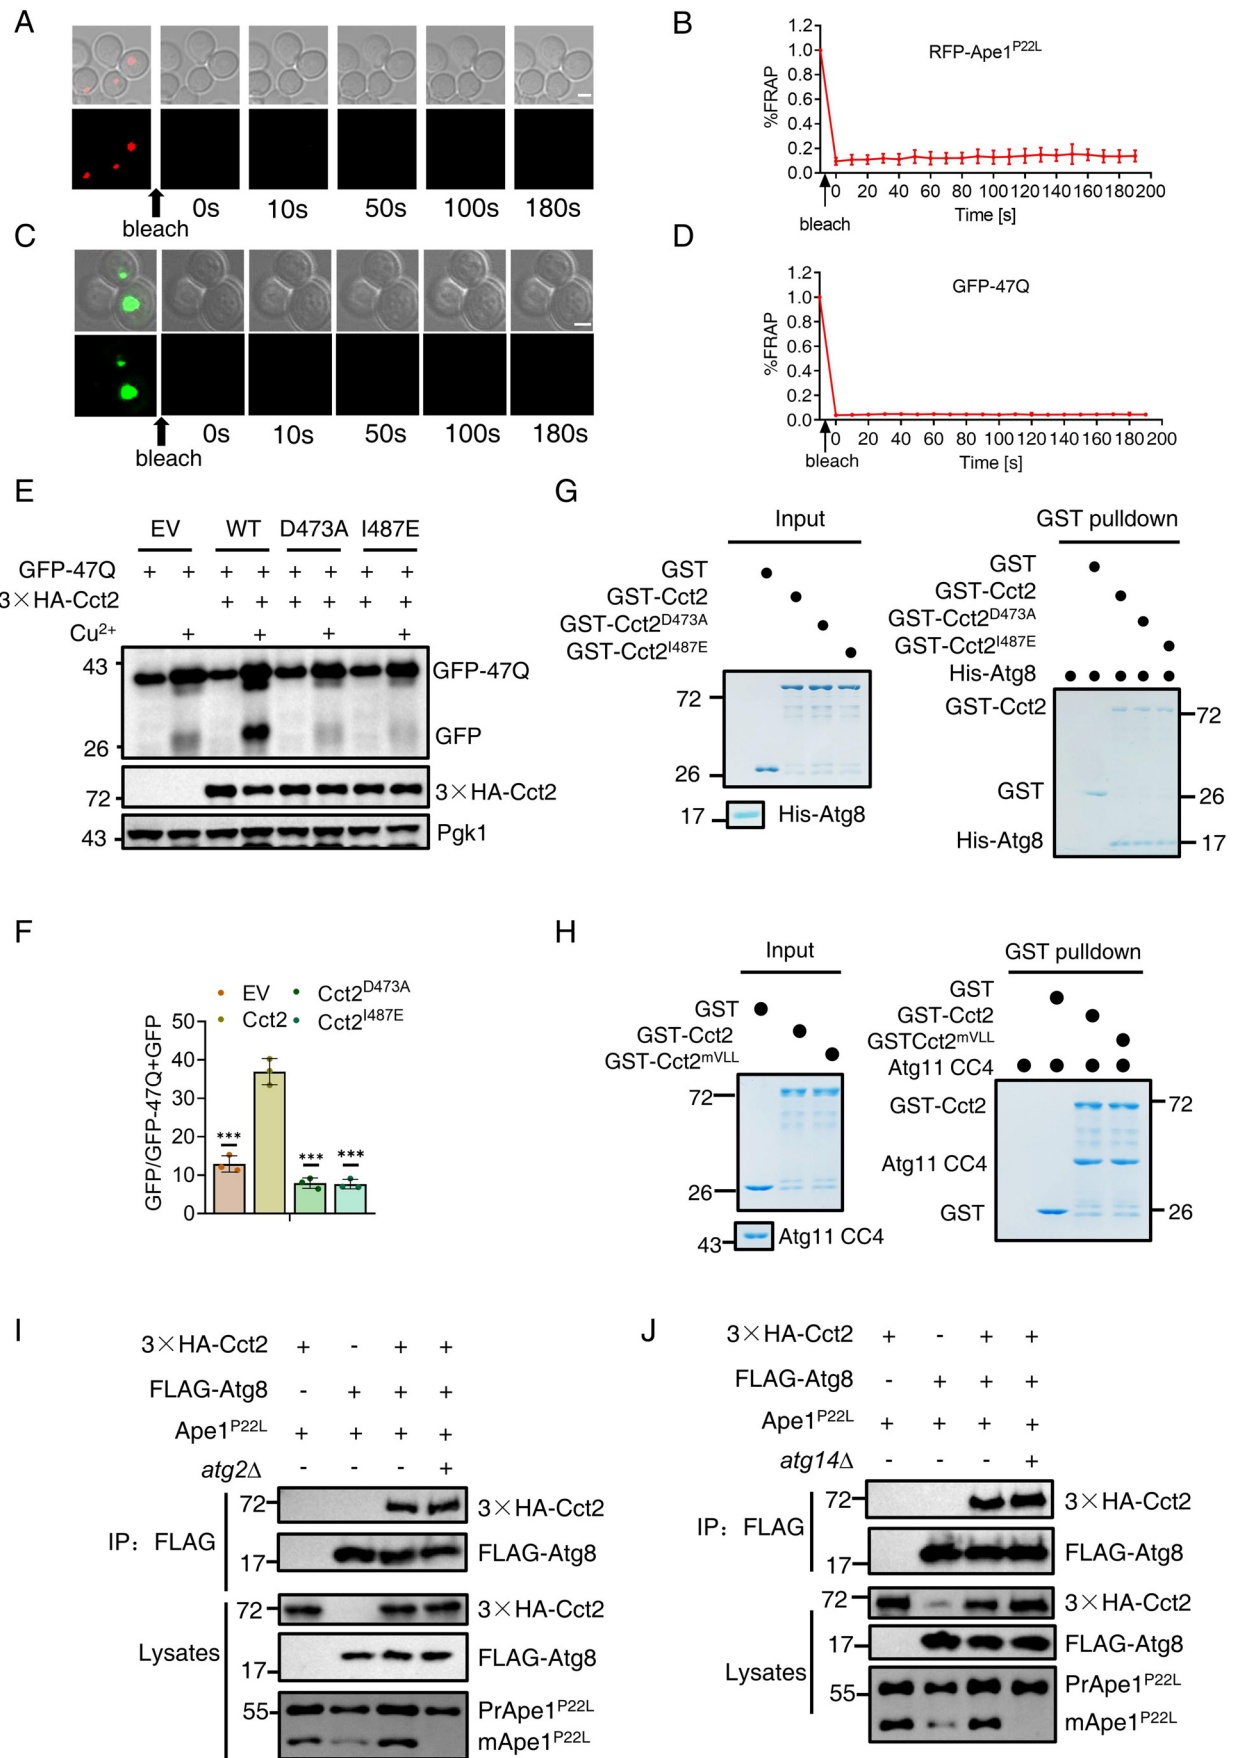 A
0s 10s 50s 100s 180s
bleach
B
RFP-Ape1P22L
%FRAP
1.2
1.0
0.8
0.6
0.4
0.2
0.0
0 20 40 60 80 100 120 140 160 180 200
Time [s]
bleach
C
0s 10s 50s 100s 180s
bleach
D
GFP-47Q
%FRAP
1.2
1.0
0.8
0.6
0.4
0.2
0.0
0 20 40 60 80 100 120 140 160 180 200
Time [s]
bleach
E
EV WT D473A I487E
GFP-47Q + + + + + + + +
3×HA-Cct2 + + + + + +
Cu2+ + + + +
43 GFP-47Q
26 GFP
72 3×HA-Cct2
43 Pgk1
F
EV Cct2D473A
Cct2 Cct2I487E
GFP/GFP-47Q+GFP
50
40
30
20
10
0
*** *** ***
G
Input
GST
GST-Cct2
GST-Cct2D473A
GST-Cct2I487E
72
26
17 His-Atg8
GST pulldown
GST
GST-Cct2
GST-Cct2D473A
GST-Cct2I487E
His-Atg8
GST-Cct2 72
GST 26
His-Atg8 17
H
Input
GST
GST-Cct2
GST-Cct2mVLL
72
26
43 Atg11 CC4
GST pulldown
GST
GST-Cct2
GSTCct2mVLL
Atg11 CC4
GST-Cct2 72
Atg11 CC4
GST 26
I
3×HA-Cct2 + - + +
FLAG-Atg8 - + + +
Ape1P22L + + + +
atg2Δ - - - +
IP: FLAG
72 3×HA-Cct2
17 FLAG-Atg8
Lysates
72 3×HA-Cct2
17 FLAG-Atg8
55 PrApe1P22L
mApe1P22L
J
3×HA-Cct2 + - + +
FLAG-Atg8 - + + +
Ape1P22L + + + +
atg14Δ - - - +
IP: FLAG
72 3×HA-Cct2
17 FLAG-Atg8
Lysates
72 3×HA-Cct2
17 FLAG-Atg8
55 PrApe1P22L
mApe1P22L